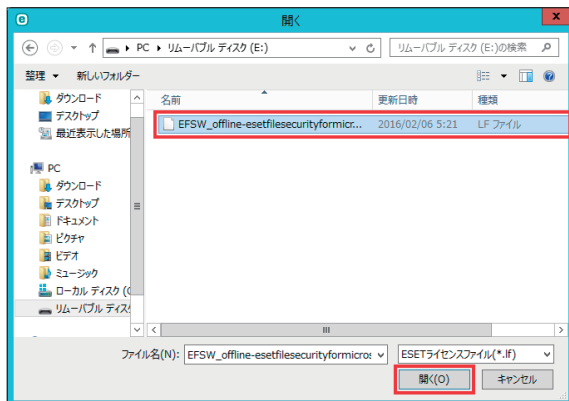 開く
PC ▸ リムーバブル ディスク (E:)
リムーバブル ディスク (E:)の検索
整理 新しいフォルダー
ダウンロード
デスクトップ
最近表示した場所
PC
ダウンロード
デスクトップ
ドキュメント
ピクチャ
ビデオ
ミュージック
ローカル ディスク (C
リムーバブル ディス
名前 更新日時 種類
EFSW_offline-esetfilesecurityformicr... 2016/02/06 5:21 LF ファイル
ファイル名(N): EFSW_offline-esetfilesecurityformicro ESETライセンスファイル(*.lf)
開く(O) キャンセル